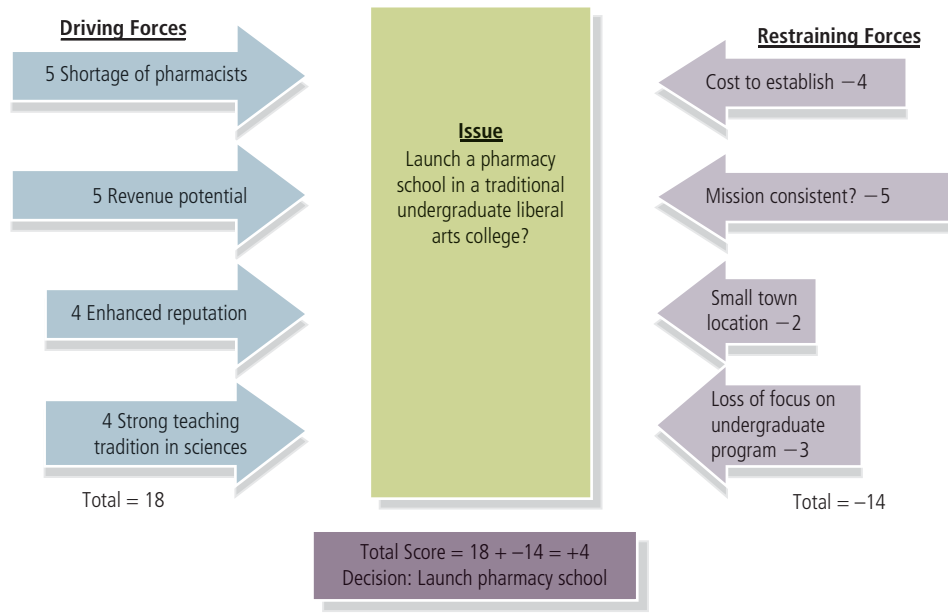 Driving Forces
5 Shortage of pharmacists
5 Revenue potential
4 Enhanced reputation
4 Strong teaching
tradition in sciences
Total = 18
Issue
Launch a pharmacy
school in a traditional
undergraduate liberal
arts college?
Restraining Forces
Cost to establish −4
Mission consistent? −5
Small town
location −2
Loss of focus on
undergraduate
program −3
Total = –14
Total Score = 18 + –14 = +4
Decision: Launch pharmacy school